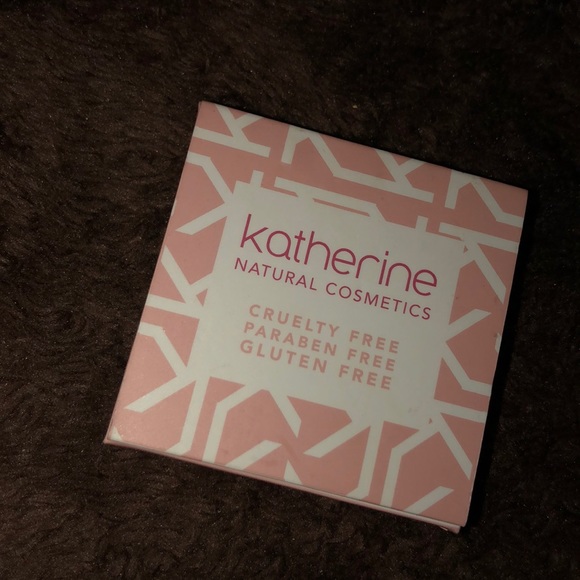 katherine
NATURAL COSMETICS
CRUELTY FREE
PARABEN FREE
GLUTEN FREE